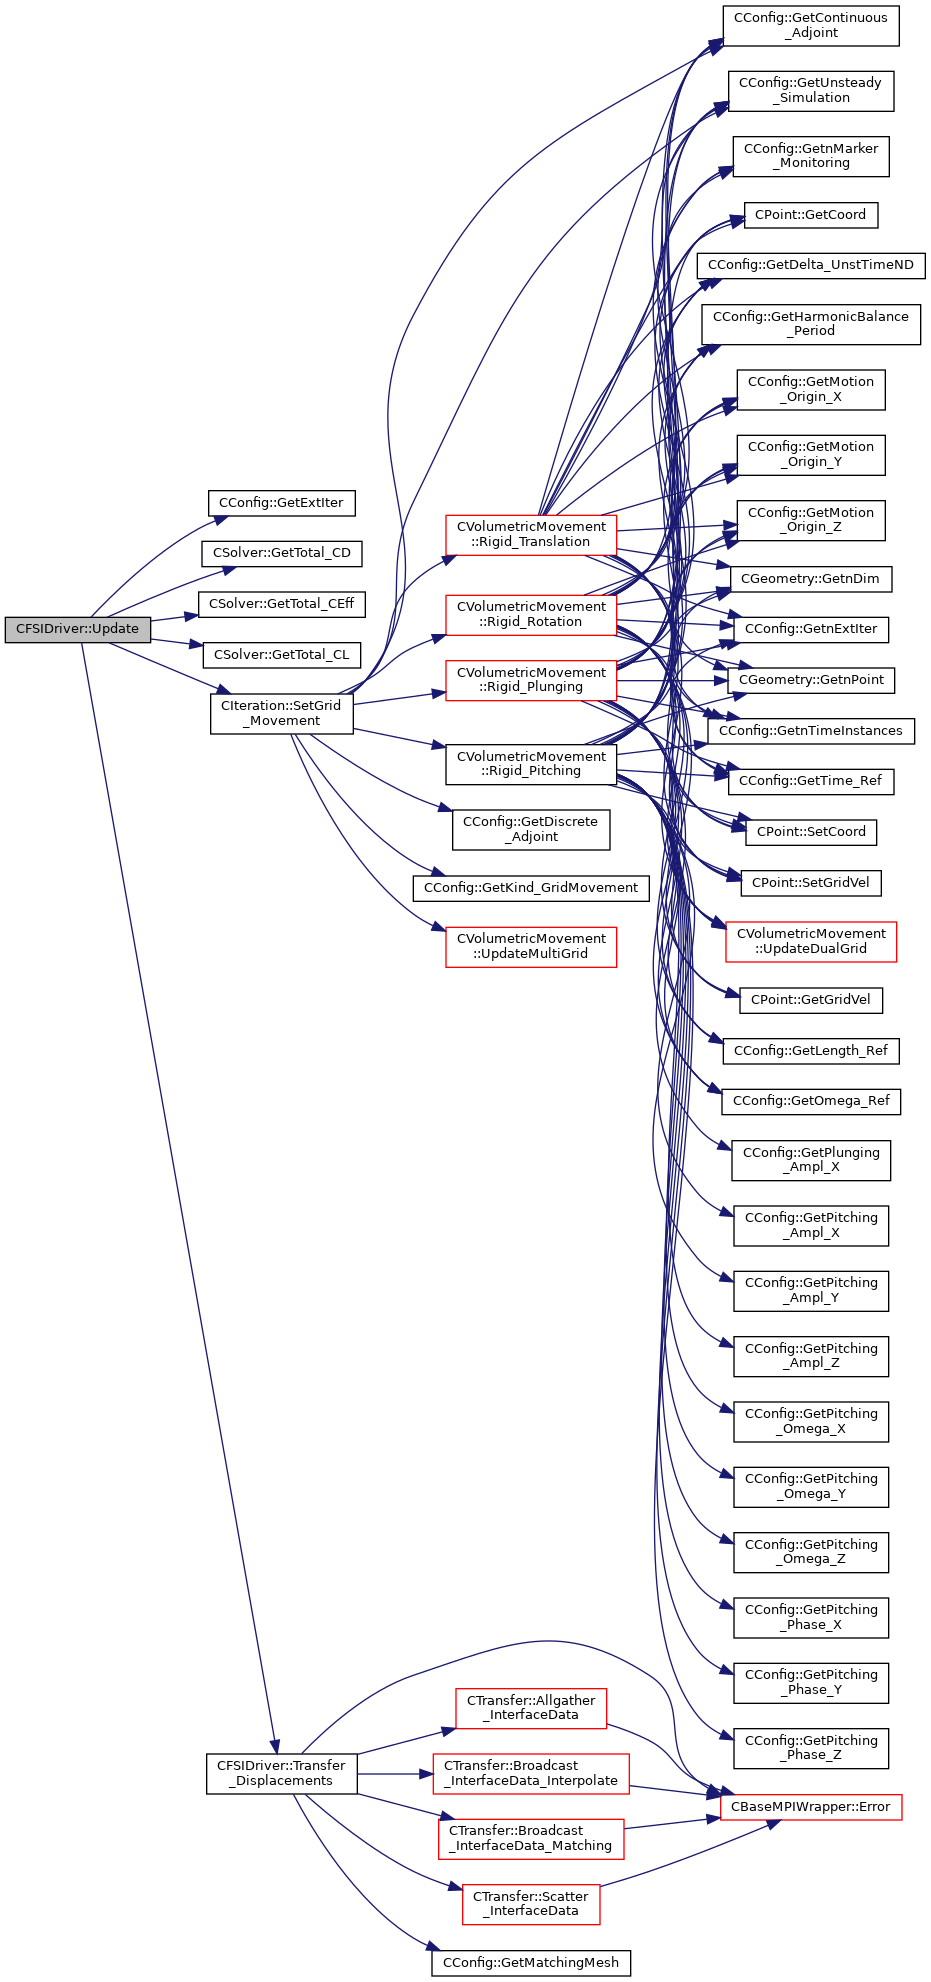 CFSIDriver::Update
CConfig::GetExtIter
CSolver::GetTotal_CD
CSolver::GetTotal_CEff
CSolver::GetTotal_CL
CIteration::SetGrid
_Movement
CFSIDriver::Transfer
_Displacements
CVolumetricMovement
::Rigid_Translation
CVolumetricMovement
::Rigid_Rotation
CVolumetricMovement
::Rigid_Plunging
CVolumetricMovement
::Rigid_Pitching
CConfig::GetDiscrete
_Adjoint
CConfig::GetKind_GridMovement
CVolumetricMovement
::UpdateMultiGrid
CTransfer::Allgather
_InterfaceData
CTransfer::Broadcast
_InterfaceData_Interpolate
CTransfer::Broadcast
_InterfaceData_Matching
CTransfer::Scatter
_InterfaceData
CConfig::GetMatchingMesh
CConfig::GetContinuous
_Adjoint
CConfig::GetUnsteady
_Simulation
CConfig::GetnMarker
_Monitoring
CPoint::GetCoord
CConfig::GetDelta_UnstTimeND
CConfig::GetHarmonicBalance
_Period
CConfig::GetMotion
_Origin_X
CConfig::GetMotion
_Origin_Y
CConfig::GetMotion
_Origin_Z
CGeometry::GetnDim
CConfig::GetnExtIter
CGeometry::GetnPoint
CConfig::GetnTimeInstances
CConfig::GetTime_Ref
CPoint::SetCoord
CPoint::SetGridVel
CVolumetricMovement
::UpdateDualGrid
CPoint::GetGridVel
CConfig::GetLength_Ref
CConfig::GetOmega_Ref
CConfig::GetPlunging
_Ampl_X
CConfig::GetPitching
_Ampl_X
CConfig::GetPitching
_Ampl_Y
CConfig::GetPitching
_Ampl_Z
CConfig::GetPitching
_Omega_X
CConfig::GetPitching
_Omega_Y
CConfig::GetPitching
_Omega_Z
CConfig::GetPitching
_Phase_X
CConfig::GetPitching
_Phase_Y
CConfig::GetPitching
_Phase_Z
CBaseMPIWrapper::Error